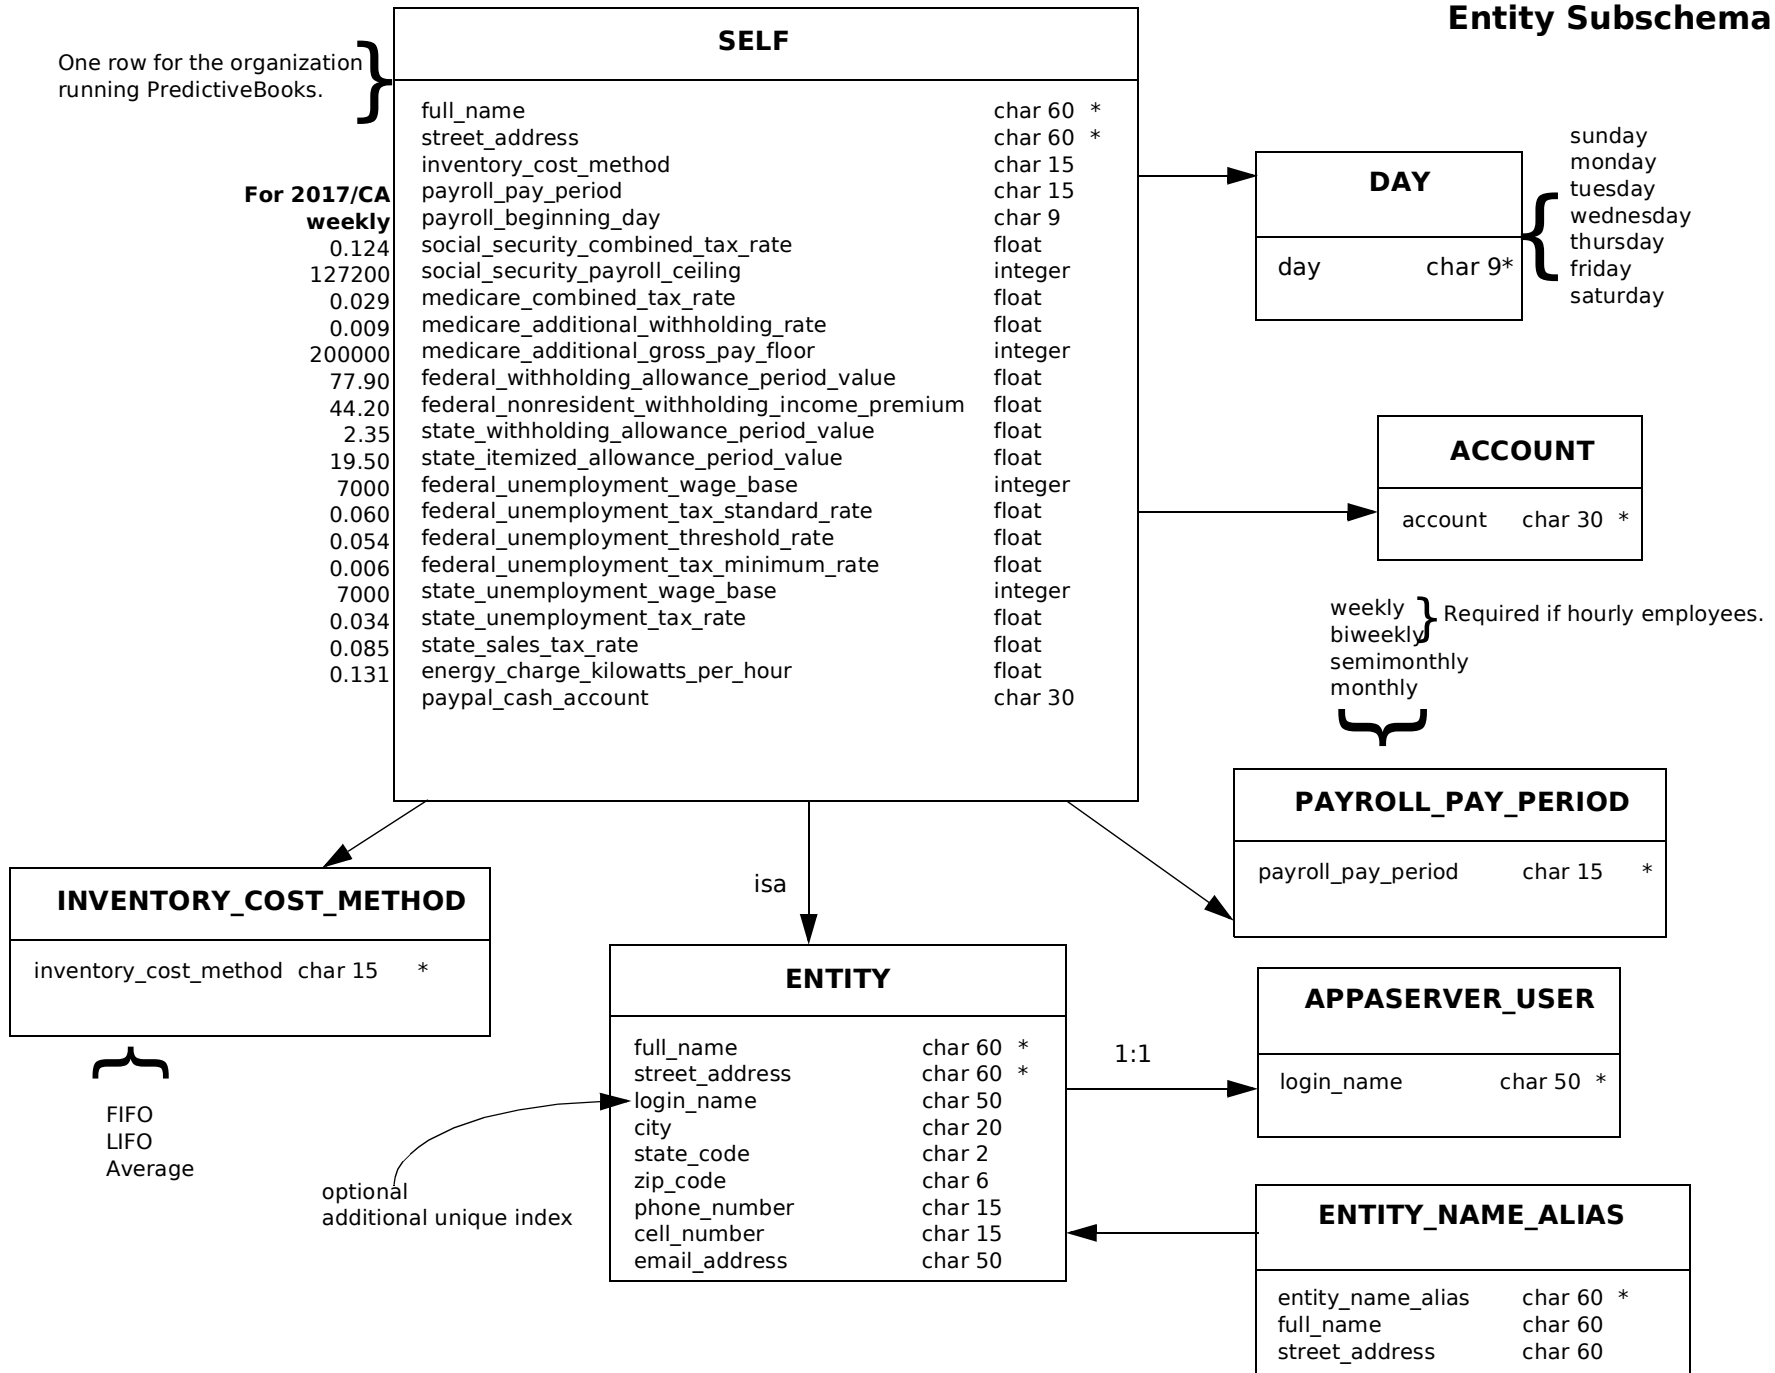 Entity Subschema
One row for the organization
running PredictiveBooks.
SELF
full_name char 60 *
street_address char 60 *
inventory_cost_method char 15
payroll_pay_period char 15
payroll_beginning_day char 9
For 2017/CA
weekly
0.124 social_security_combined_tax_rate float
127200 social_security_payroll_ceiling integer
0.029 medicare_combined_tax_rate float
0.009 medicare_additional_withholding_rate float
200000 medicare_additional_gross_pay_floor integer
77.90 federal_withholding_allowance_period_value float
44.20 federal_nonresident_withholding_income_premium float
2.35 state_withholding_allowance_period_value float
19.50 state_itemized_allowance_period_value float
7000 federal_unemployment_wage_base integer
0.060 federal_unemployment_tax_standard_rate float
0.054 federal_unemployment_threshold_rate float
0.006 federal_unemployment_tax_minimum_rate float
7000 state_unemployment_wage_base integer
0.034 state_unemployment_tax_rate float
0.085 state_sales_tax_rate float
0.131 energy_charge_kilowatts_per_hour float
paypal_cash_account char 30
DAY
day char 9*
sunday
monday
tuesday
wednesday
thursday
friday
saturday
ACCOUNT
account char 30 *
weekly
biweekly
semimonthly
monthly
Required if hourly employees.
PAYROLL_PAY_PERIOD
payroll_pay_period char 15 *
INVENTORY_COST_METHOD
inventory_cost_method char 15 *
FIFO
LIFO
Average
isa
ENTITY
full_name char 60 *
street_address char 60 *
login_name char 50
city char 20
state_code char 2
zip_code char 6
phone_number char 15
cell_number char 15
email_address char 50
optional
additional unique index
1:1
APPASERVER_USER
login_name char 50 *
ENTITY_NAME_ALIAS
entity_name_alias char 60 *
full_name char 60
street_address char 60